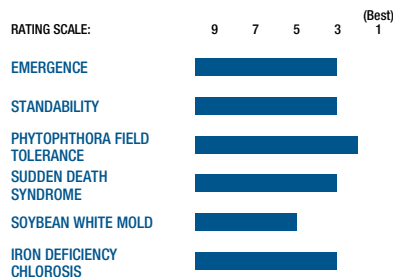 (Best)
RATING SCALE: 9 7 5 3 1
EMERGENCE
STANDABILITY
PHYTOPHTHORA FIELD
TOLERANCE
SUDDEN DEATH
SYNDROME
SOYBEAN WHITE MOLD
IRON DEFICIENCY
CHLOROSIS